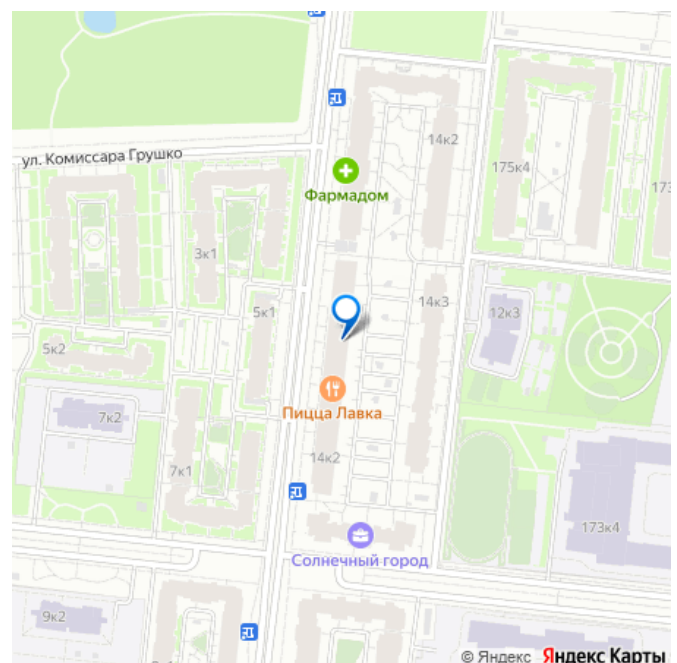 14к2
ул. Комиссара Грушко
175к4
Фармадом
173
3к1
14к3
5к1
12к3
5к2
Пицца Лавка
7к2
14к2
7к1
173к4
Солнечный город
9к2
© Яндекс Яндекс Карты